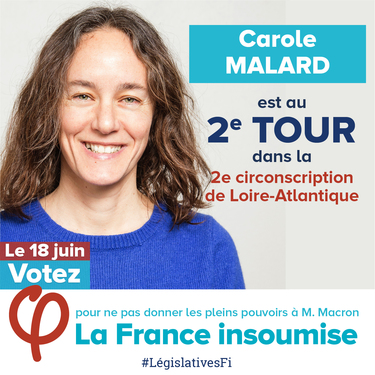 Carole
MALARD
est au
2e TOUR
dans la
2e circonscription
de Loire-Atlantique
Le 18 juin
Votez
pour ne pas donner les pleins pouvoirs à M. Macron
La France insoumise
#LégislativesFi